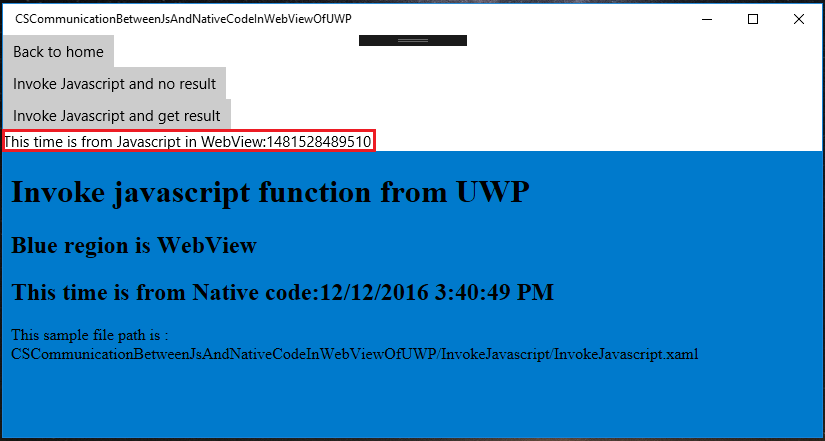 CSCommunicationBetweenJsAndNativeCodeInWebViewOfUWP
Back to home
Invoke Javascript and no result
Invoke Javascript and get result
This time is from Javascript in WebView:1481528489510
Invoke javascript function from UWP
Blue region is WebView
This time is from Native code:12/12/2016 3:40:49 PM
This sample file path is :
CSCommunicationBetweenJsAndNativeCodeInWebViewOfUWP/InvokeJavascript/InvokeJavascript.xaml